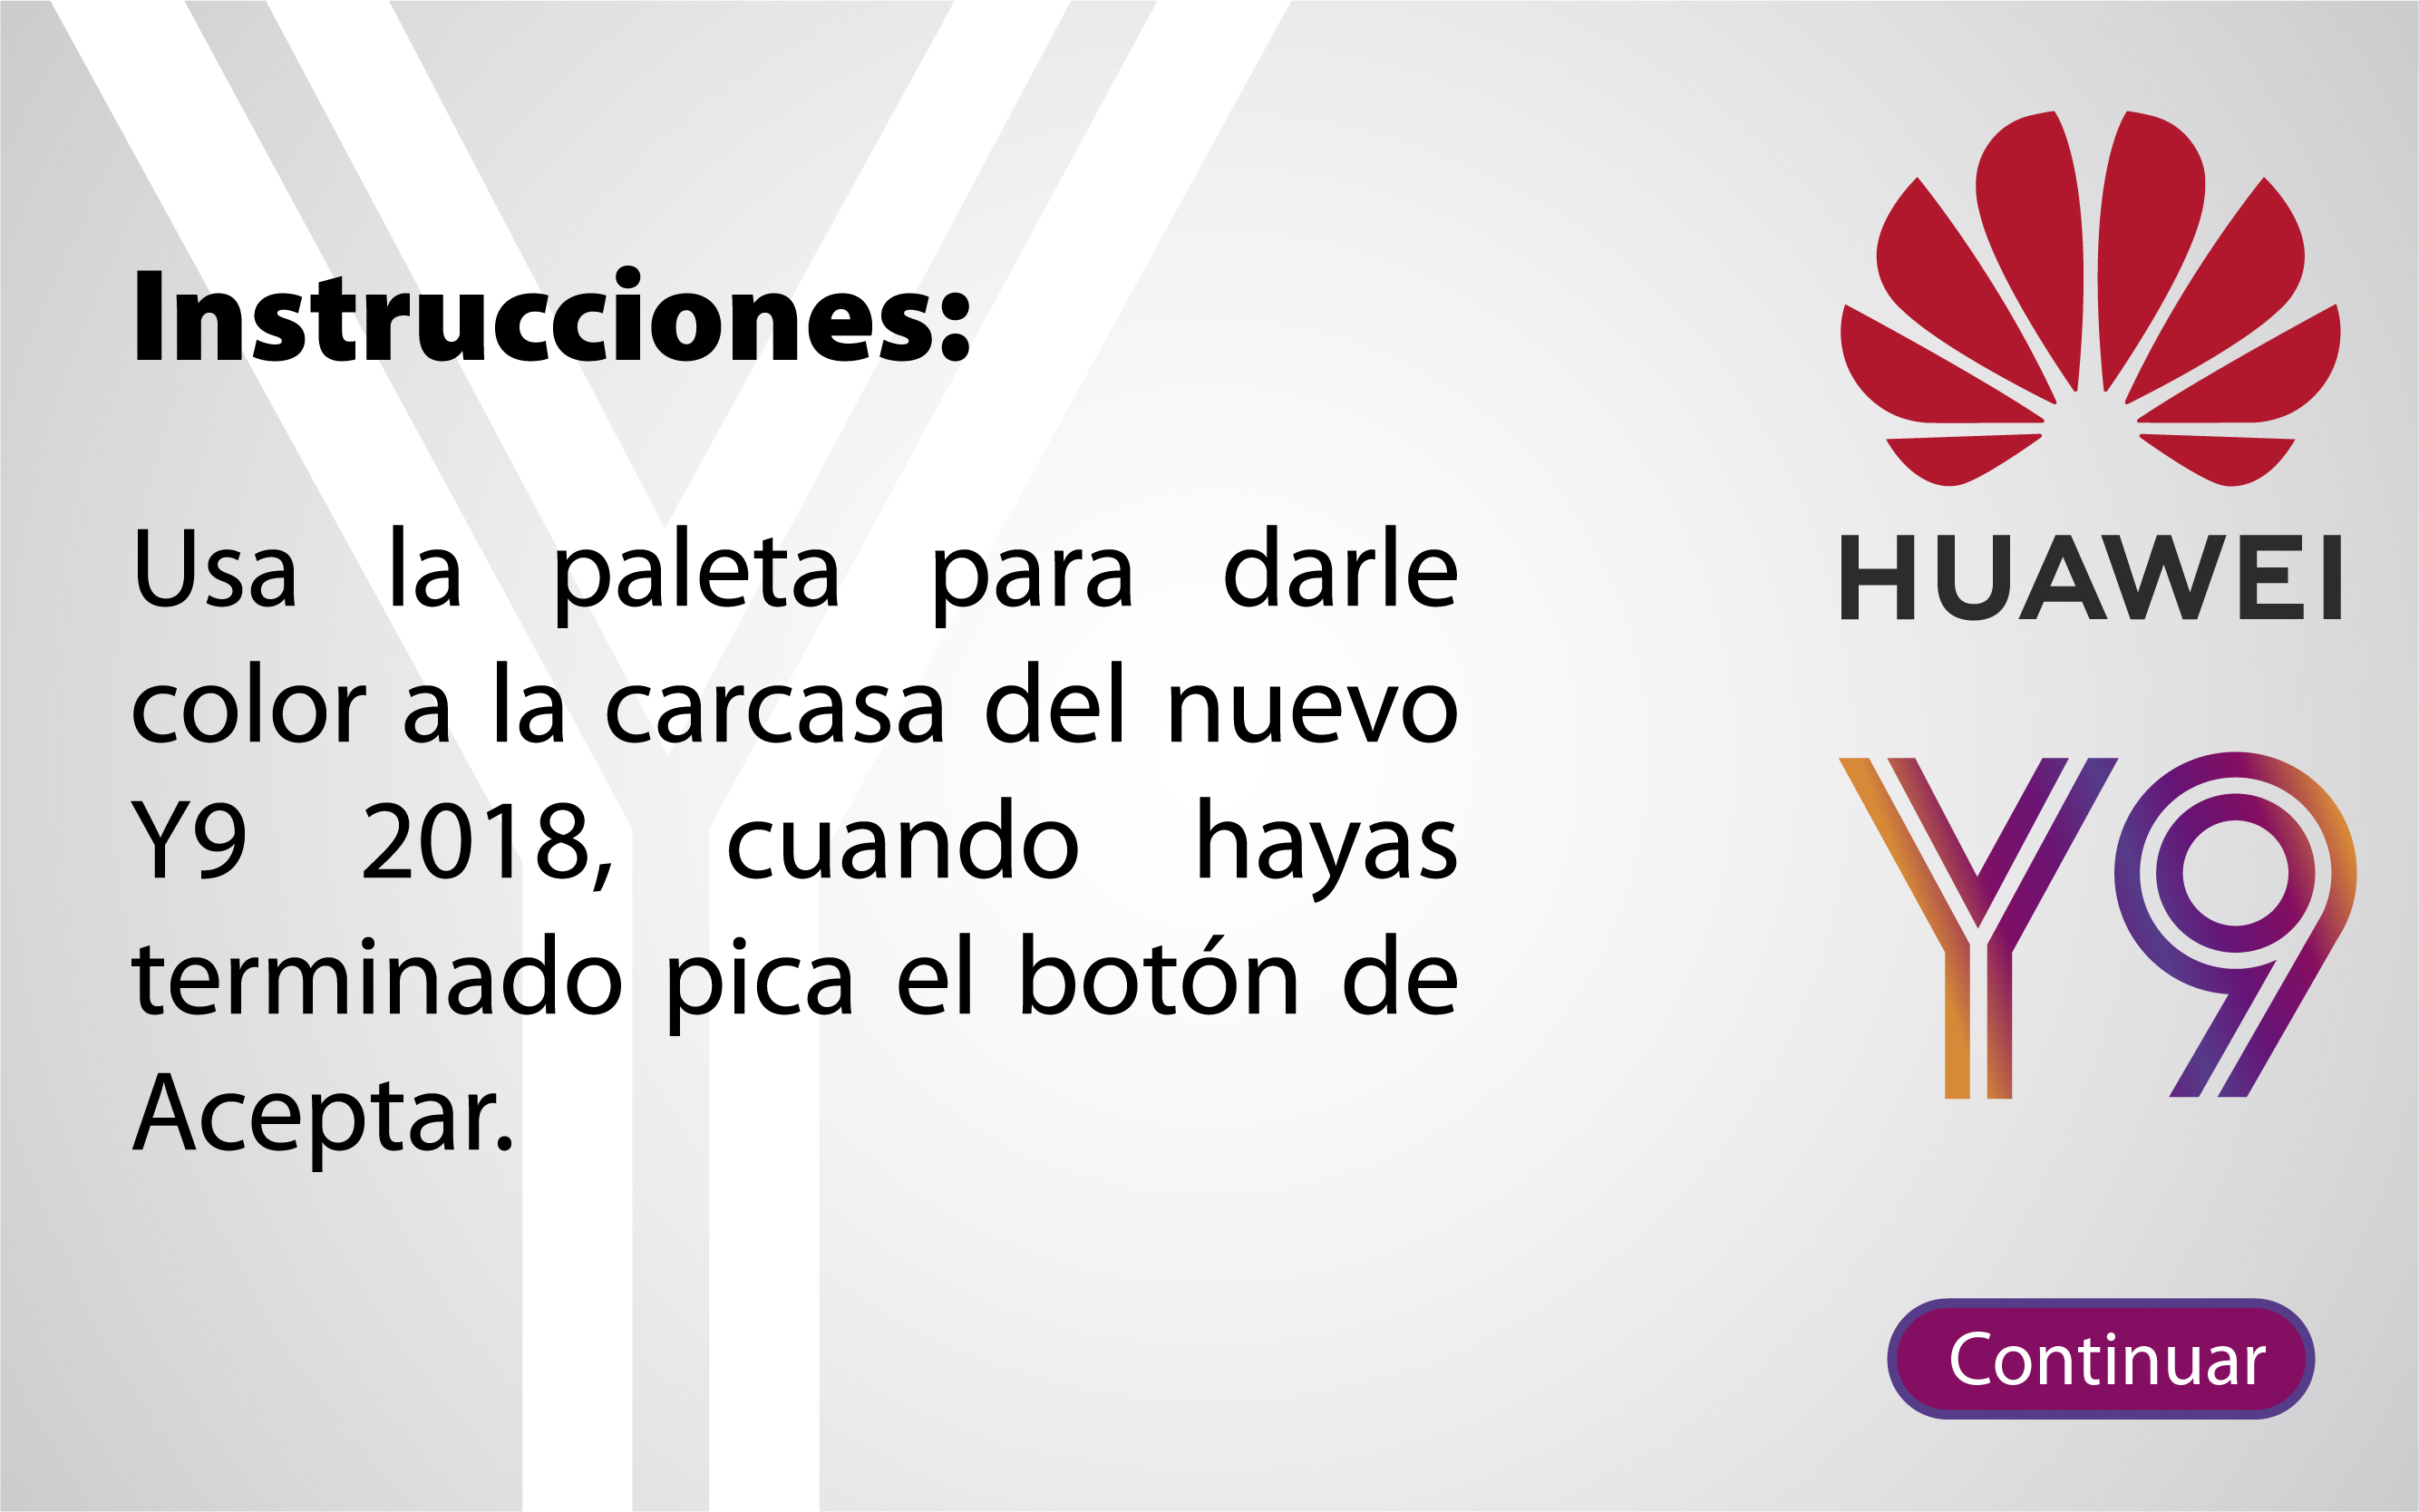 Instrucciones:
Usa la paleta para darle
color a la carcasa del nuevo
Y9 2018, cuando hayas
terminado pica el botón de
Aceptar.
HUAWEI
Y9
Continuar